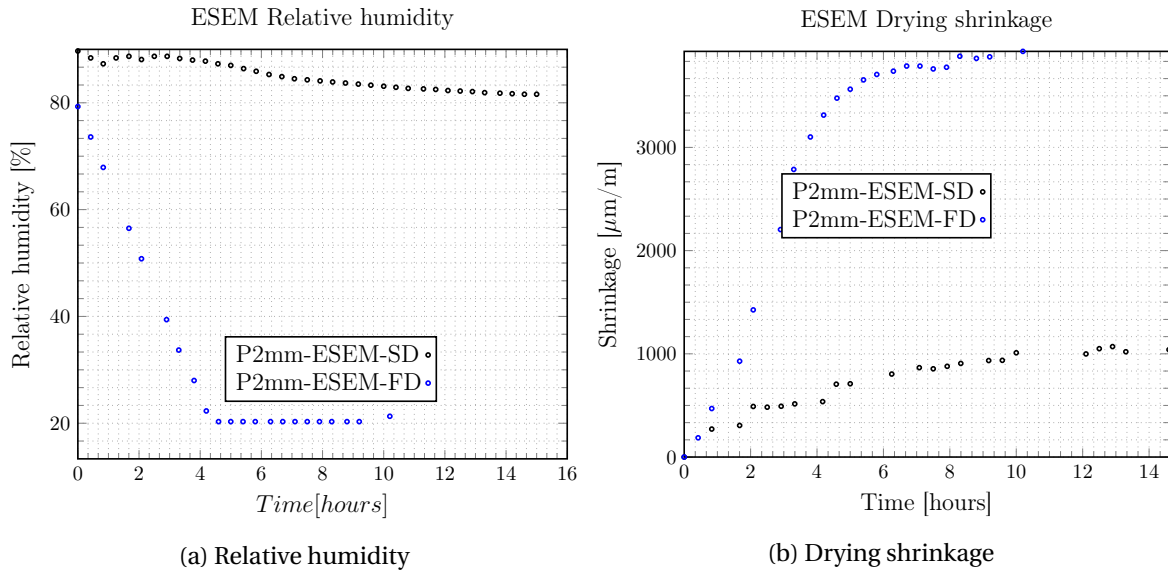 ESEM Relative humidity
80
60
40
20
0
2
4
6
8
10
12
14
16
Relative humidity [%]
Time[hours]
P2mm-ESEM-SD
P2mm-ESEM-FD
(a) Relative humidity
ESEM Drying shrinkage
3000
2000
1000
0
0
2
4
6
8
10
12
14
Shrinkage [μm/m]
Time [hours]
P2mm-ESEM-SD
P2mm-ESEM-FD
(b) Drying shrinkage